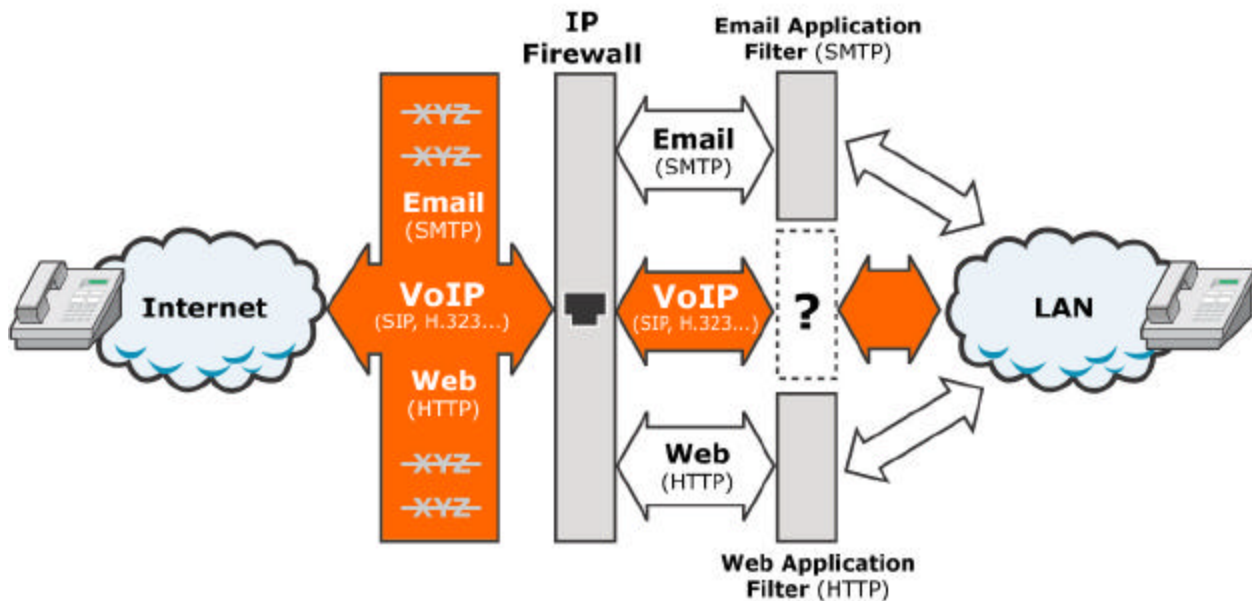 IP
Firewall
Email Application
Filter (SMTP)
XYZ
XYZ
Email
(SMTP)
Email
(SMTP)
Internet
VoIP
(SIP, H.323...)
VoIP
(SIP, H.323...)
?
LAN
Web
(HTTP)
Web
(HTTP)
XYZ
XYZ
Web Application
Filter (HTTP)